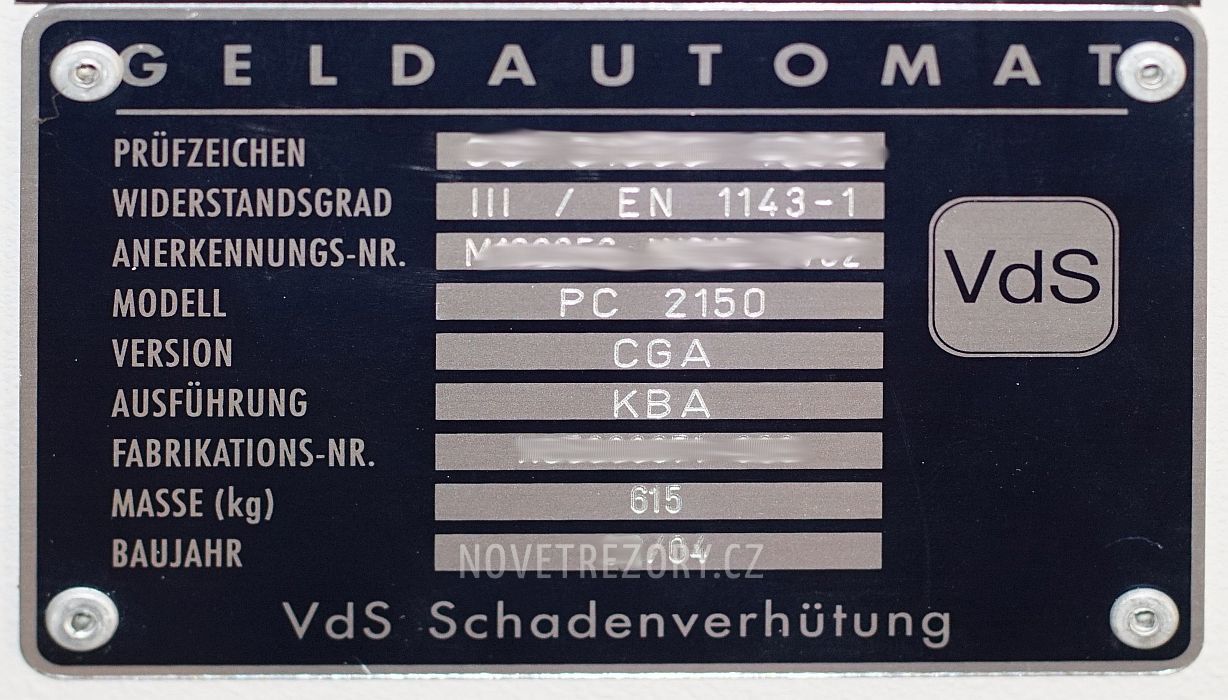 GELDAUTOMAT
PRÜFZEICHEN
WIDERSTANDSGRAD III / EN 1143-1
ANERKENNUNGS-NR.
MODELL PC 2150
VERSION CGA
AUSFÜHRUNG KBA
FABRIKATIONS-NR.
MASSE (kg) 615
BAUJAHR /04
NOVETREZORY.CZ
VdS
VdS Schadenverhütung